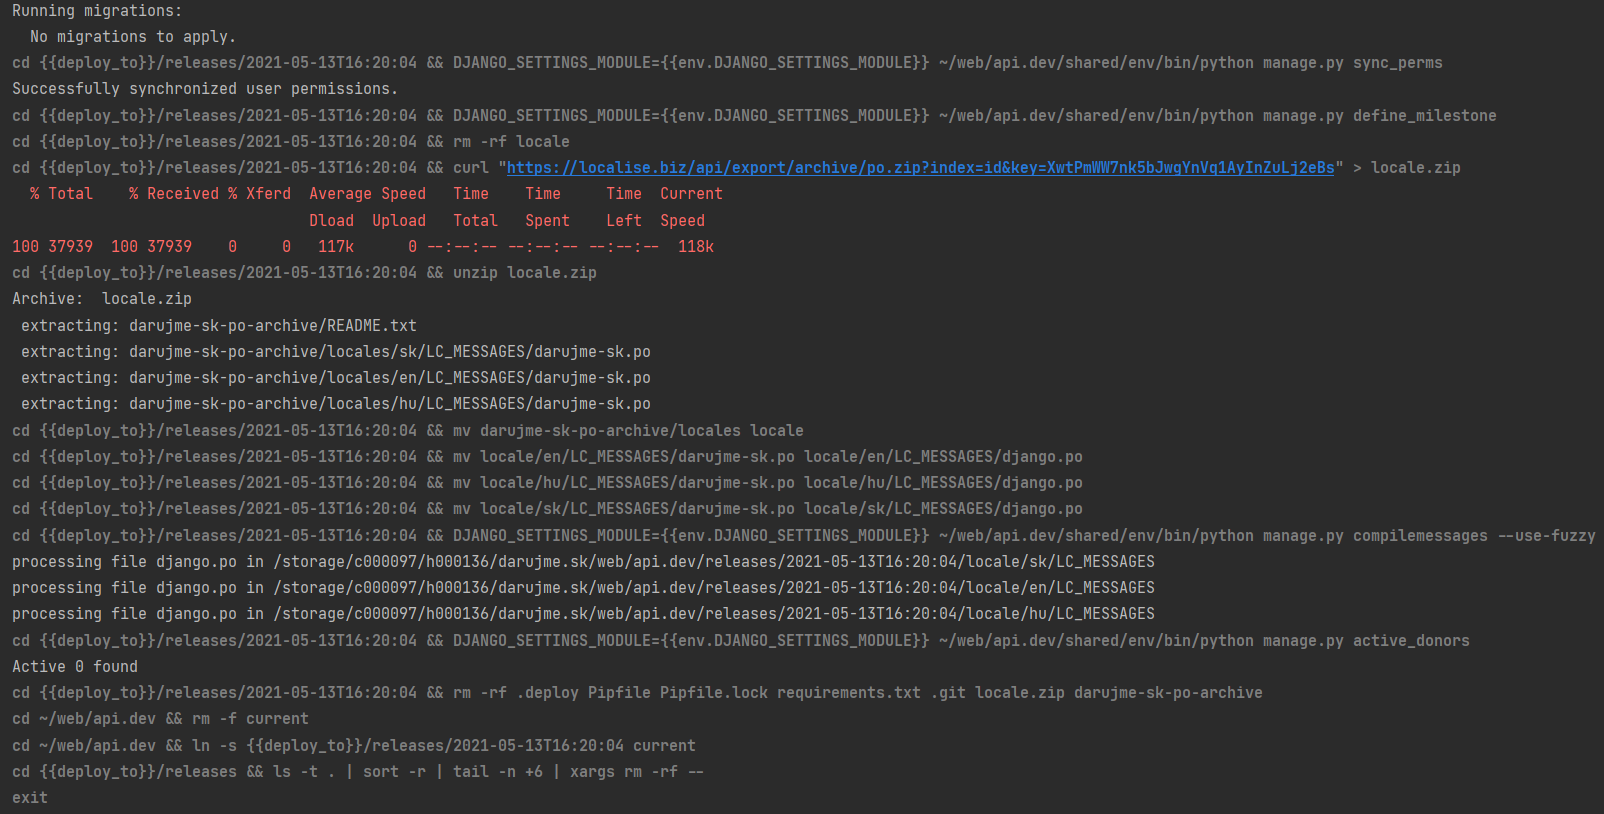 Running migrations:
  No migrations to apply.
cd {{deploy_to}}/releases/2021-05-13T16:20:04 && DJANGO_SETTINGS_MODULE={{env.DJANGO_SETTINGS_MODULE}} ~/web/api.dev/shared/env/bin/python manage.py sync_perms
Successfully synchronized user permissions.
cd {{deploy_to}}/releases/2021-05-13T16:20:04 && DJANGO_SETTINGS_MODULE={{env.DJANGO_SETTINGS_MODULE}} ~/web/api.dev/shared/env/bin/python manage.py define_milestone
cd {{deploy_to}}/releases/2021-05-13T16:20:04 && rm -rf locale
cd {{deploy_to}}/releases/2021-05-13T16:20:04 && curl "https://localise.biz/api/export/archive/po.zip?index=id&key=XwtPmWW7nk5bJwgYnVq1AyInZuLj2eBs" > locale.zip
  % Total    % Received % Xferd  Average Speed   Time    Time     Time  Current
                                 Dload  Upload   Total   Spent    Left  Speed
100 37939  100 37939    0     0   117k      0 --:--:-- --:--:-- --:--:--  118k
cd {{deploy_to}}/releases/2021-05-13T16:20:04 && unzip locale.zip
Archive:  locale.zip
 extracting: darujme-sk-po-archive/README.txt
 extracting: darujme-sk-po-archive/locales/sk/LC_MESSAGES/darujme-sk.po
 extracting: darujme-sk-po-archive/locales/en/LC_MESSAGES/darujme-sk.po
 extracting: darujme-sk-po-archive/locales/hu/LC_MESSAGES/darujme-sk.po
cd {{deploy_to}}/releases/2021-05-13T16:20:04 && mv darujme-sk-po-archive/locales locale
cd {{deploy_to}}/releases/2021-05-13T16:20:04 && mv locale/en/LC_MESSAGES/darujme-sk.po locale/en/LC_MESSAGES/django.po
cd {{deploy_to}}/releases/2021-05-13T16:20:04 && mv locale/hu/LC_MESSAGES/darujme-sk.po locale/hu/LC_MESSAGES/django.po
cd {{deploy_to}}/releases/2021-05-13T16:20:04 && mv locale/sk/LC_MESSAGES/darujme-sk.po locale/sk/LC_MESSAGES/django.po
cd {{deploy_to}}/releases/2021-05-13T16:20:04 && DJANGO_SETTINGS_MODULE={{env.DJANGO_SETTINGS_MODULE}} ~/web/api.dev/shared/env/bin/python manage.py compilemessages --use-fuzzy
processing file django.po in /storage/c000097/h000136/darujme.sk/web/api.dev/releases/2021-05-13T16:20:04/locale/sk/LC_MESSAGES
processing file django.po in /storage/c000097/h000136/darujme.sk/web/api.dev/releases/2021-05-13T16:20:04/locale/en/LC_MESSAGES
processing file django.po in /storage/c000097/h000136/darujme.sk/web/api.dev/releases/2021-05-13T16:20:04/locale/hu/LC_MESSAGES
cd {{deploy_to}}/releases/2021-05-13T16:20:04 && DJANGO_SETTINGS_MODULE={{env.DJANGO_SETTINGS_MODULE}} ~/web/api.dev/shared/env/bin/python manage.py active_donors
Active 0 found
cd {{deploy_to}}/releases/2021-05-13T16:20:04 && rm -rf .deploy Pipfile Pipfile.lock requirements.txt .git locale.zip darujme-sk-po-archive
cd ~/web/api.dev && rm -f current
cd ~/web/api.dev && ln -s {{deploy_to}}/releases/2021-05-13T16:20:04 current
cd {{deploy_to}}/releases && ls -t . | sort -r | tail -n +6 | xargs rm -rf --
exit